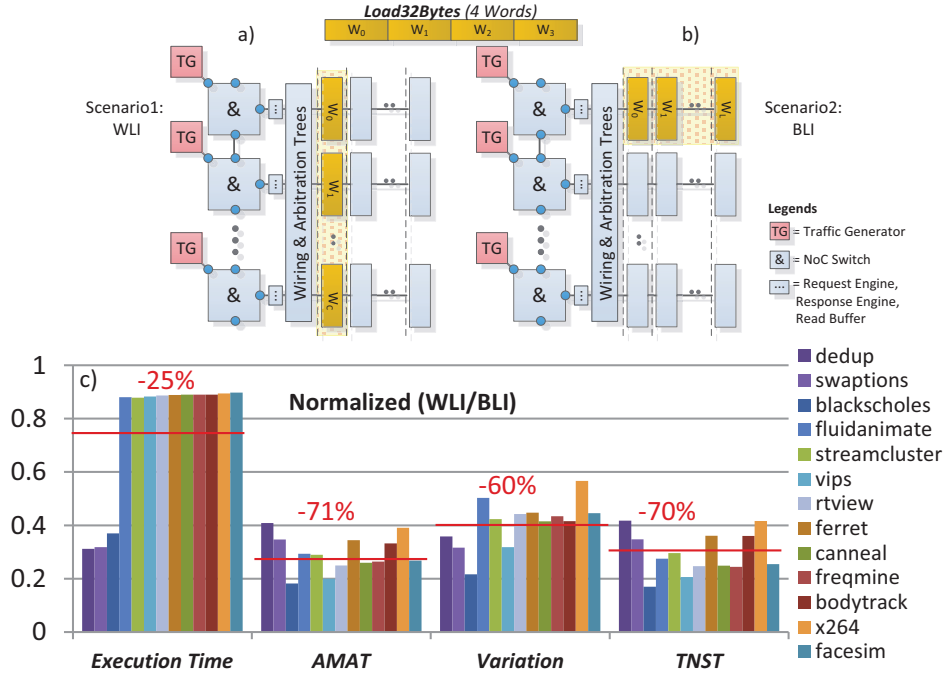 Load32Bytes (4 Words)
W0 W1 W2 W3
a)
b)
TG
TG
Scenario1:
WLI
&
...
W0
TG
&
...
W1
TG
&
...
WC
Wiring & Arbitration Trees
TG
&
...
W0
W1
WL
Scenario2:
BLI
TG
&
...
TG
&
...
Wiring & Arbitration Trees
Legends
TG = Traffic Generator
& = NoC Switch
... = Request Engine,
Response Engine,
Read Buffer
c)
Normalized (WLI/BLI)
1
0.8
0.6
0.4
0.2
0
-25%
-71%
-60%
-70%
Execution Time
AMAT
Variation
TNST
dedup
swaptions
blackscholes
fluidanimate
streamcluster
vips
rtview
ferret
canneal
freqmine
bodytrack
x264
facesim